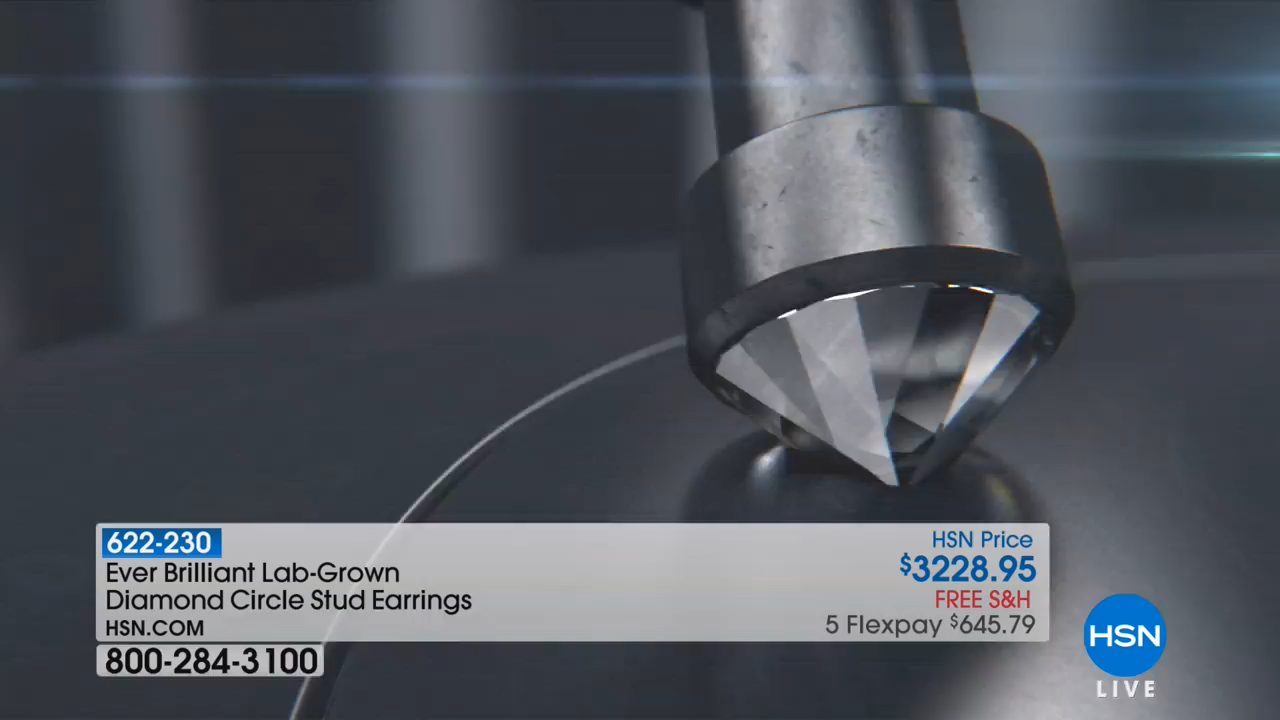 622-230
Ever Brilliant Lab-Grown
Diamond Circle Stud Earrings
HSN.COM
800-284-3100
HSN Price
$3228.95
FREE S&H
5 Flexpay $645.79
HSN
LIVE